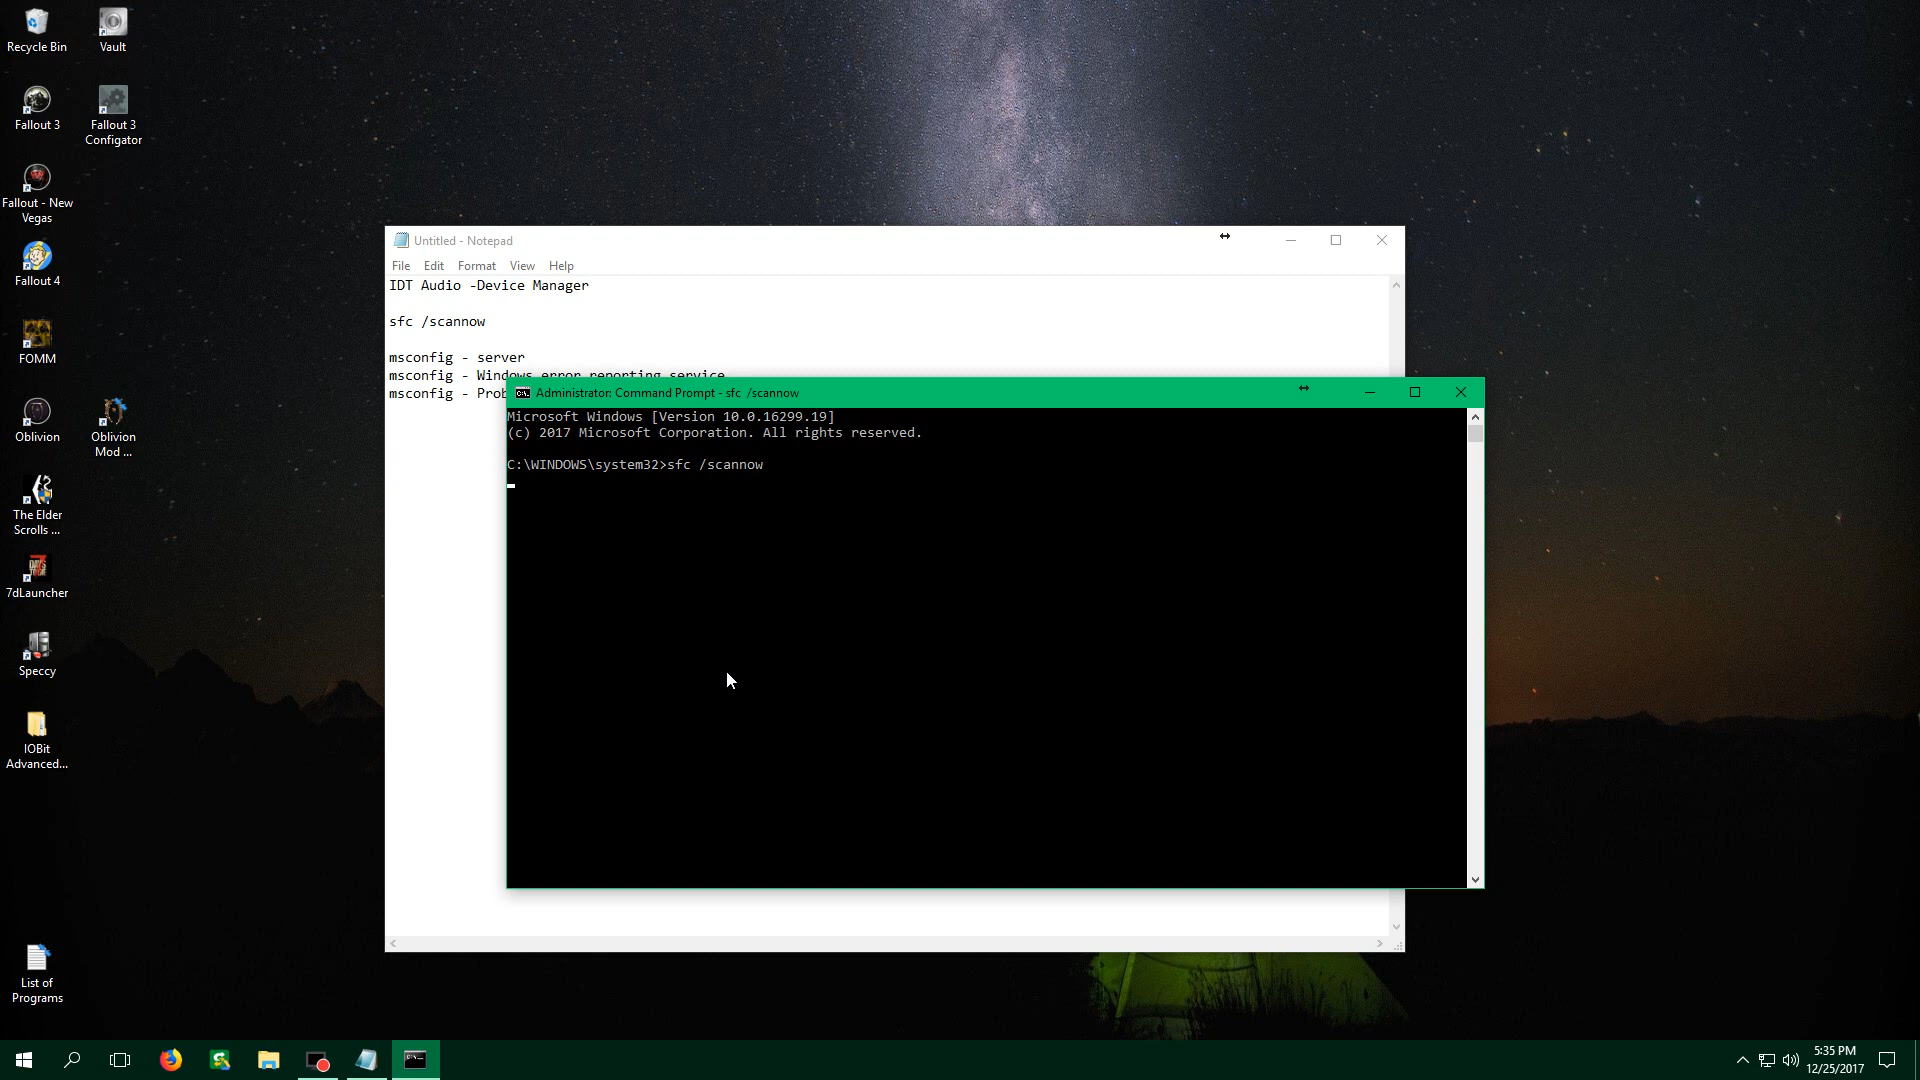 Recycle Bin
Vault
Fallout 3
Fallout 3
Configator
Fallout - New
Vegas
Fallout 4
FOMM
Oblivion
Oblivion
Mod ...
The Elder
Scrolls ...
7dLauncher
Speccy
IOBit
Advanced...
List of
Programs
Untitled - Notepad
File Edit Format View Help
IDT Audio -Device Manager
sfc /scannow
msconfig - server
msconfig - Windows error reporting service
msconfig - Prob
Administrator: Command Prompt - sfc /scannow
Microsoft Windows [Version 10.0.16299.19]
(c) 2017 Microsoft Corporation. All rights reserved.
C:\WINDOWS\system32>sfc /scannow
5:35 PM
12/25/2017